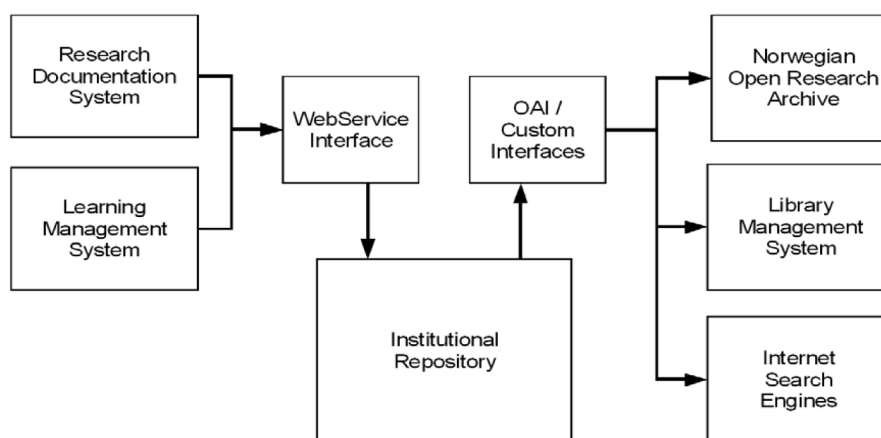 Research
Documentation
System
Learning
Management
System
WebService
Interface
Institutional
Repository
OAI /
Custom
Interfaces
Norwegian
Open Research
Archive
Library
Management
System
Internet
Search
Engines